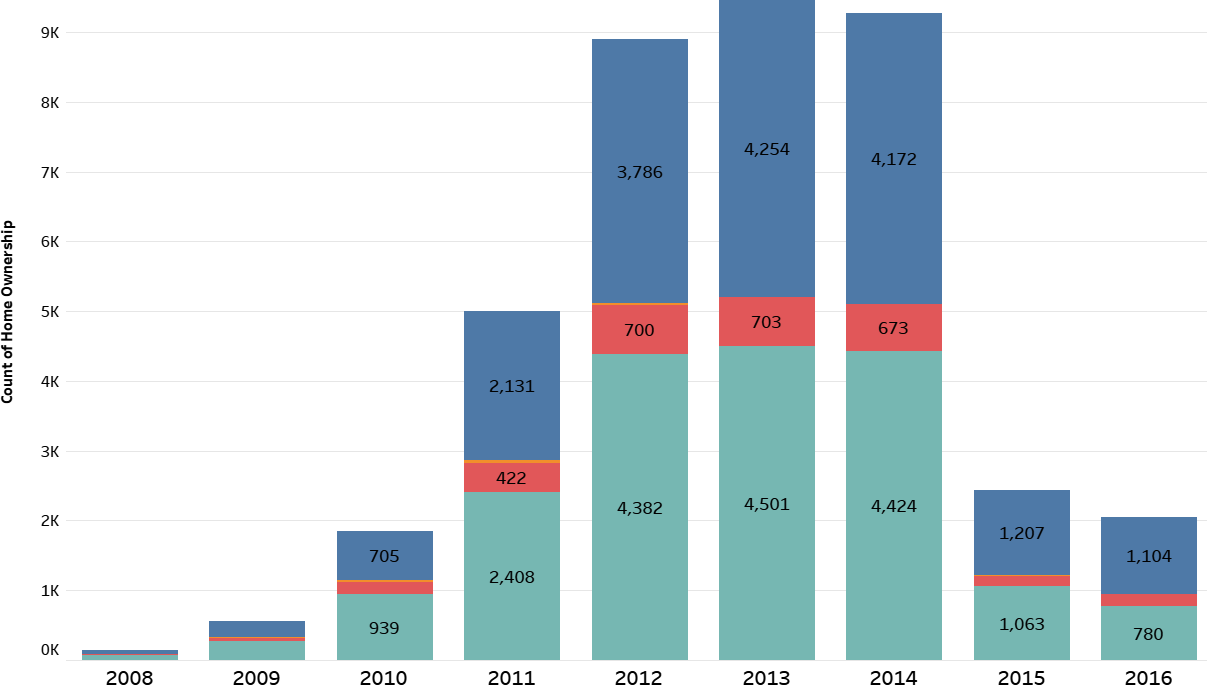 Count of Home Ownership
9K
8K
7K
6K
5K
4K
3K
2K
1K
0K
705
939
2,131
422
2,408
3,786
700
4,382
4,254
703
4,501
4,172
673
4,424
1,207
1,063
1,104
780
2008 2009 2010 2011 2012 2013 2014 2015 2016